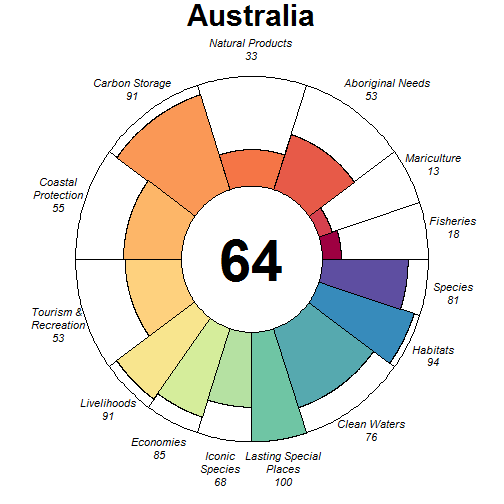 Australia
Natural Products
33
Carbon Storage
91
Aboriginal Needs
53
Mariculture
13
Coastal
Protection
55
Fisheries
18
64
Species
81
Tourism &
Recreation
53
Habitats
94
Livelihoods
91
Clean Waters
76
Economies
85
Iconic
Species
68
Lasting Special
Places
100